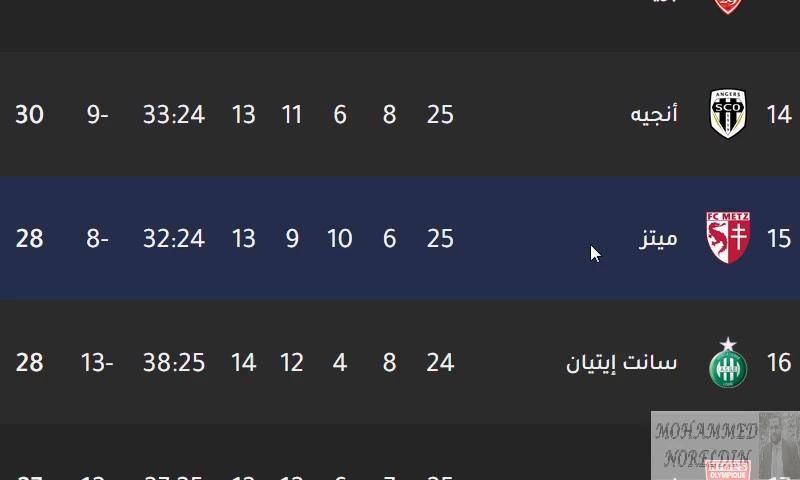 14 أنجيه 25 8 6 11 13 33:24 9- 30
ANGERS
SCO
15 ميتز 25 6 10 9 13 32:24 8- 28
FC METZ
16 سانت إيتيان 24 8 4 12 14 38:25 13- 28
MOHAMMED
NORELDIN
OLYMPIQUE